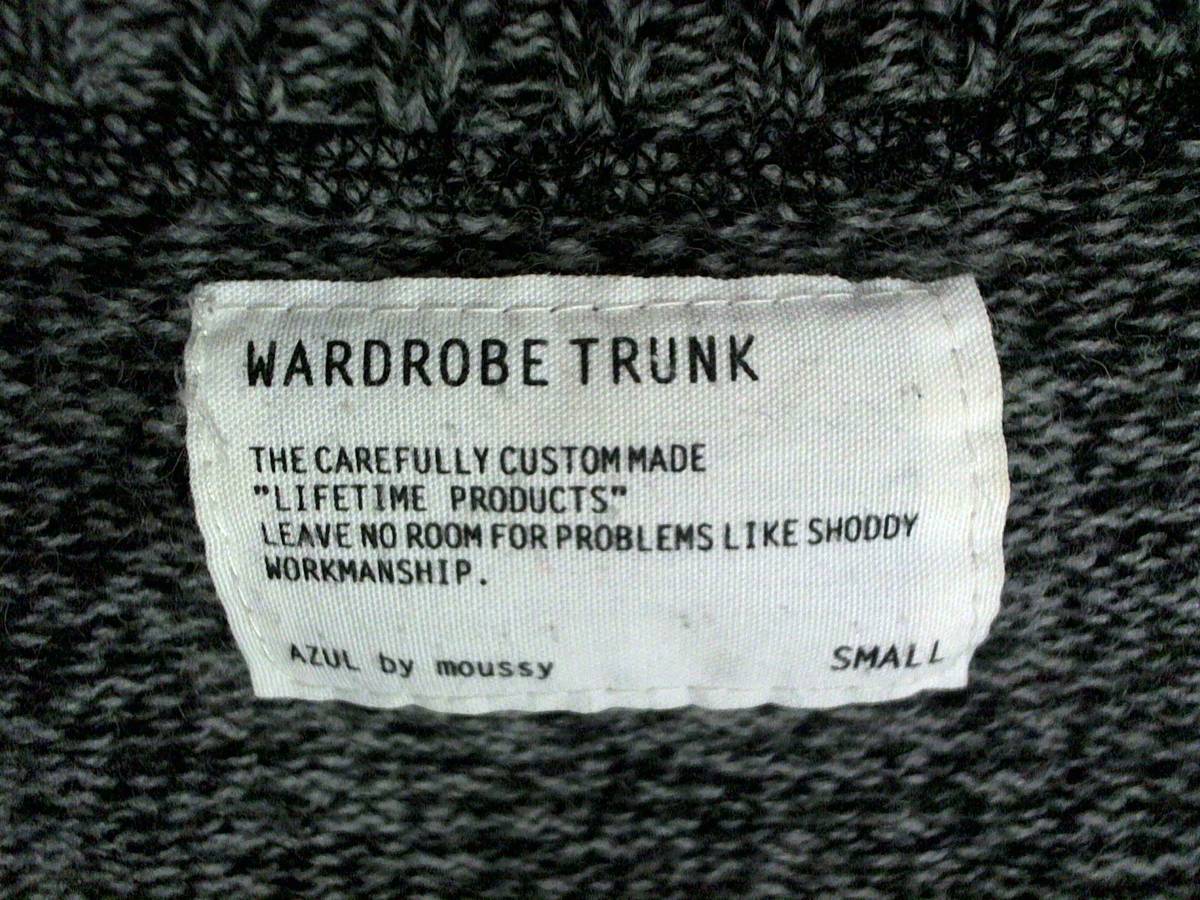 WARDROBE TRUNK
THE CAREFULLY CUSTOM MADE
"LIFETIME PRODUCTS"
LEAVE NO ROOM FOR PROBLEMS LIKE SHODDY
WORKMANSHIP.
AZUL by moussy SMALL